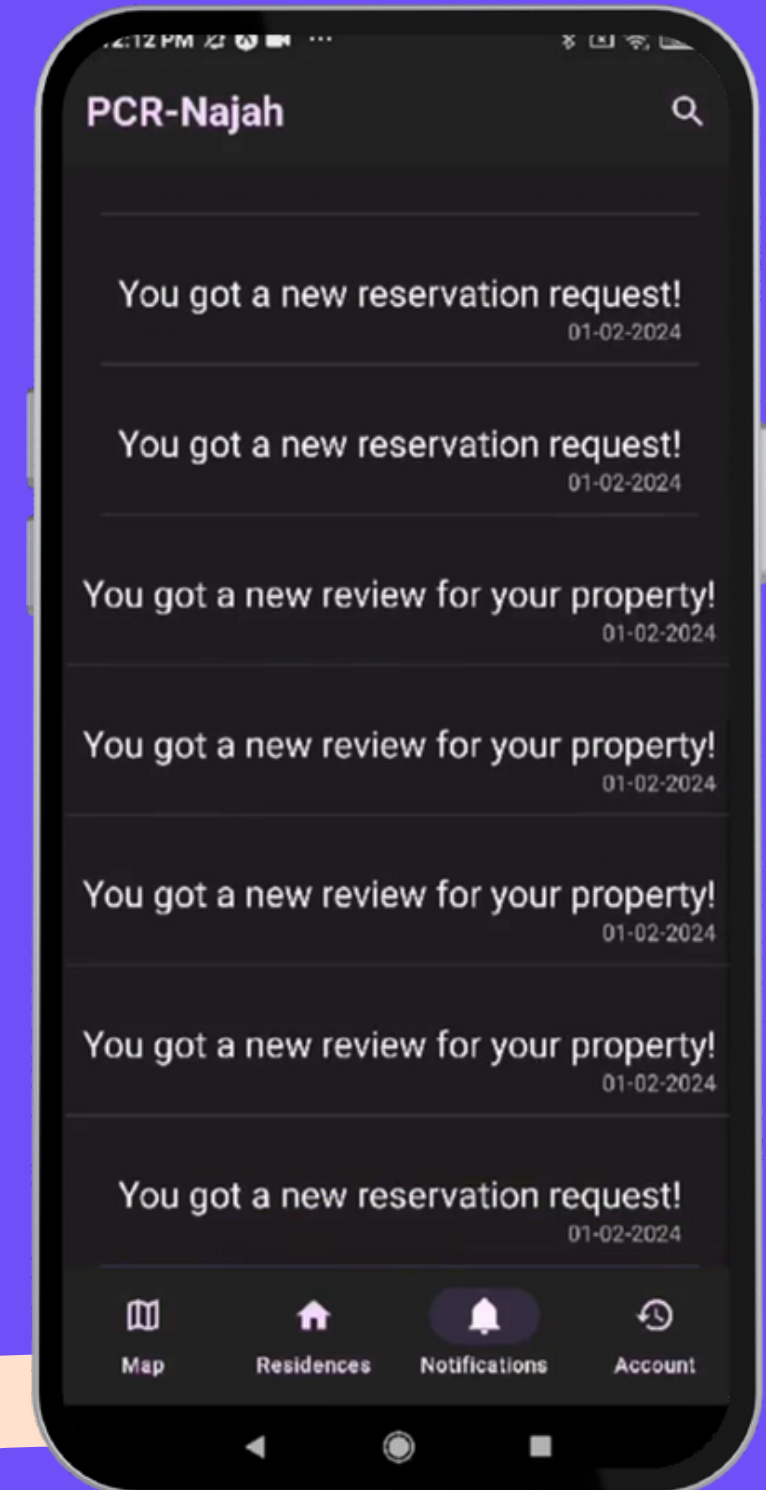 2:12 PM
PCR-Najah
You got a new reservation request!
01-02-2024
You got a new reservation request!
01-02-2024
You got a new review for your property!
01-02-2024
You got a new review for your property!
01-02-2024
You got a new review for your property!
01-02-2024
You got a new review for your property!
01-02-2024
You got a new reservation request!
01-02-2024
Map
Residences
Notifications
Account